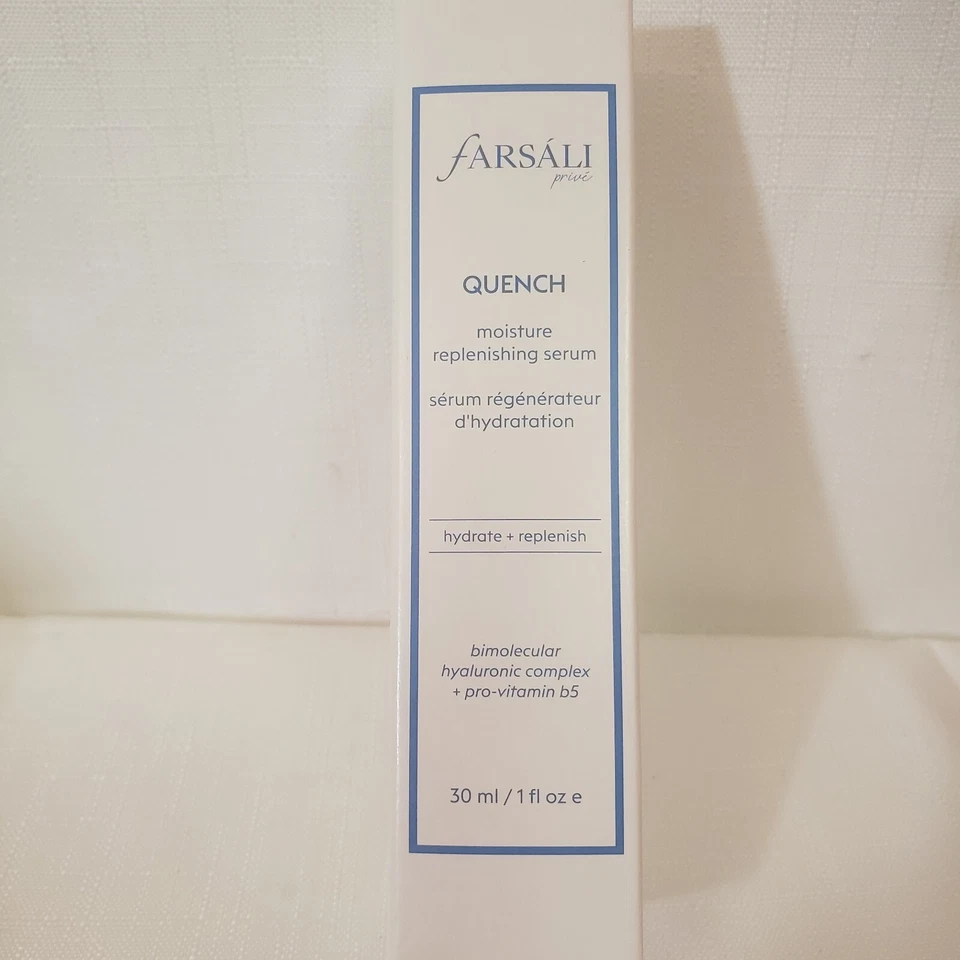 fARSÁLI
privé
QUENCH
moisture
replenishing serum
sérum régénérateur
d'hydratation
hydrate + replenish
bimolecular
hyaluronic complex
+ pro-vitamin b5
30 ml / 1 fl oz e